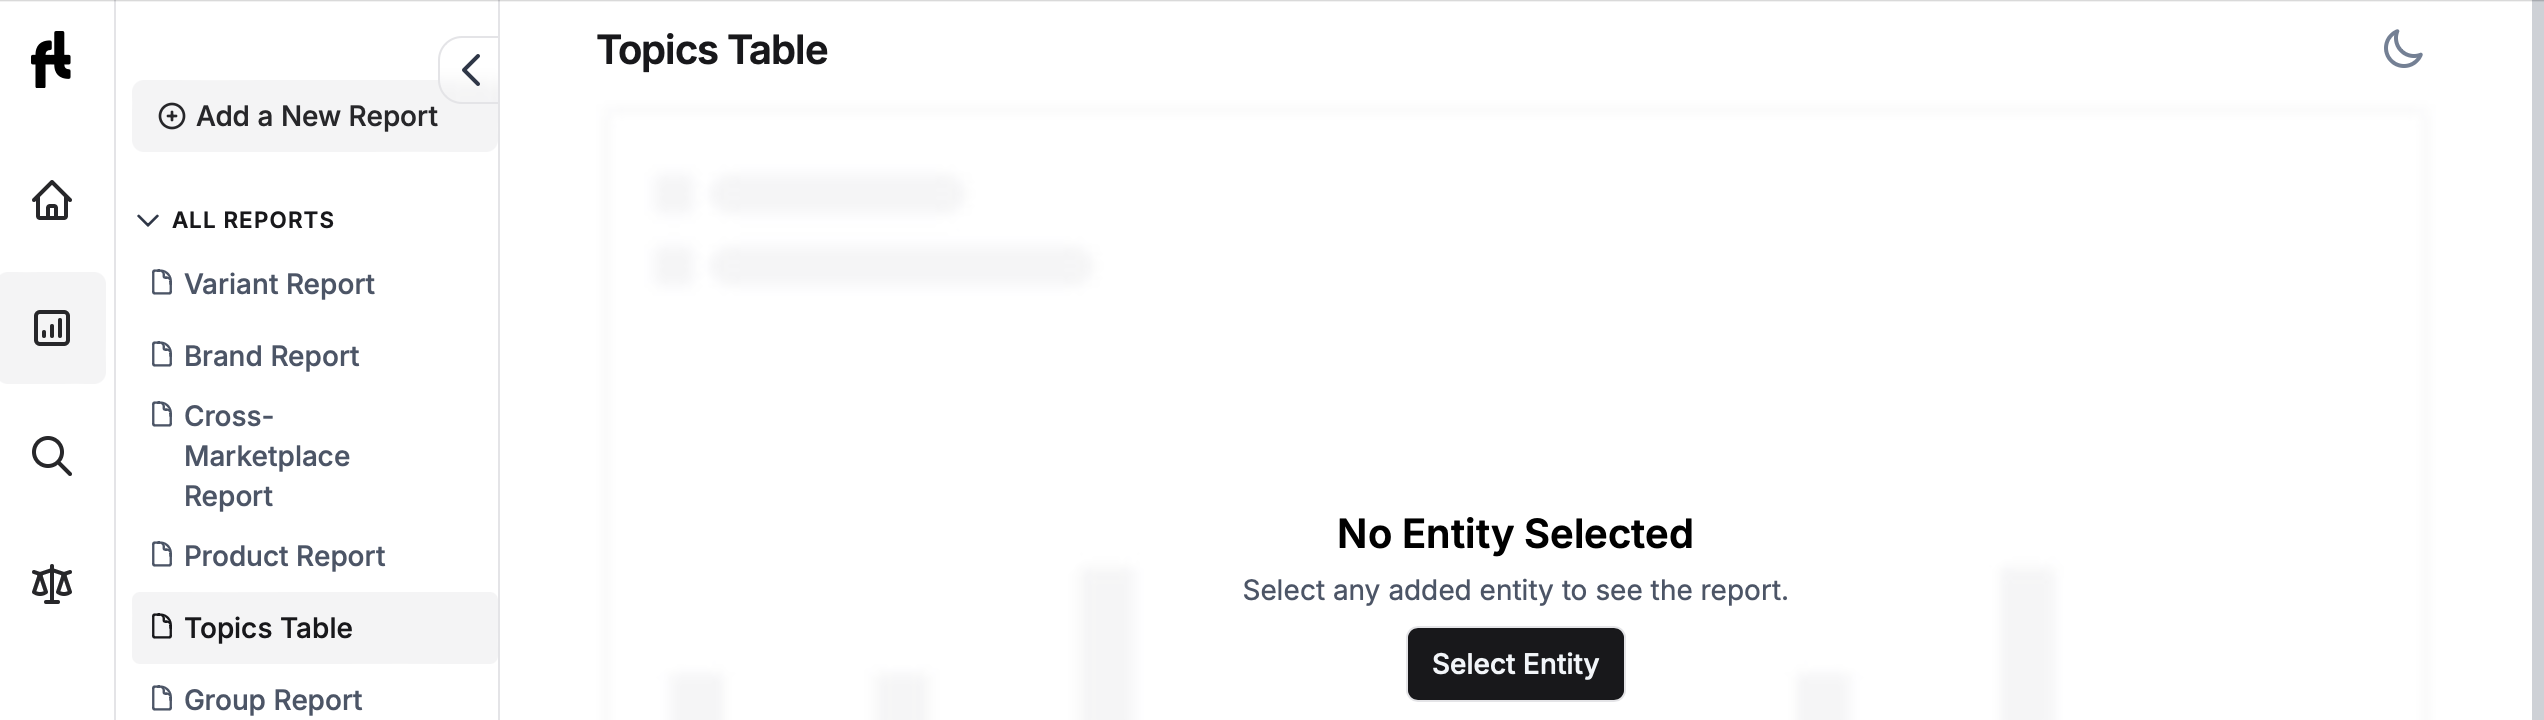 Add a New Report
ALL REPORTS
Variant Report
Brand Report
Cross-
Marketplace
Report
Product Report
Topics Table
Group Report
Topics Table
No Entity Selected
Select any added entity to see the report.
Select Entity